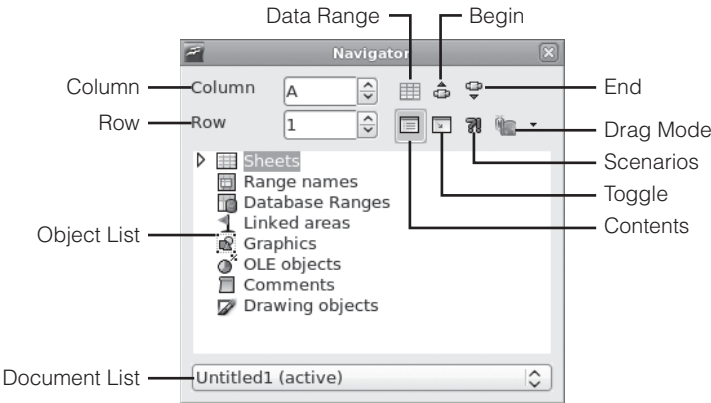 Data Range
Begin
Navigator
Column
Column
A
End
Row
Row
1
Drag Mode
Sheets
Scenarios
Range names
Toggle
Database Ranges
Linked areas
Contents
Object List
Graphics
OLE objects
Comments
Drawing objects
Document List
Untitled1 (active)